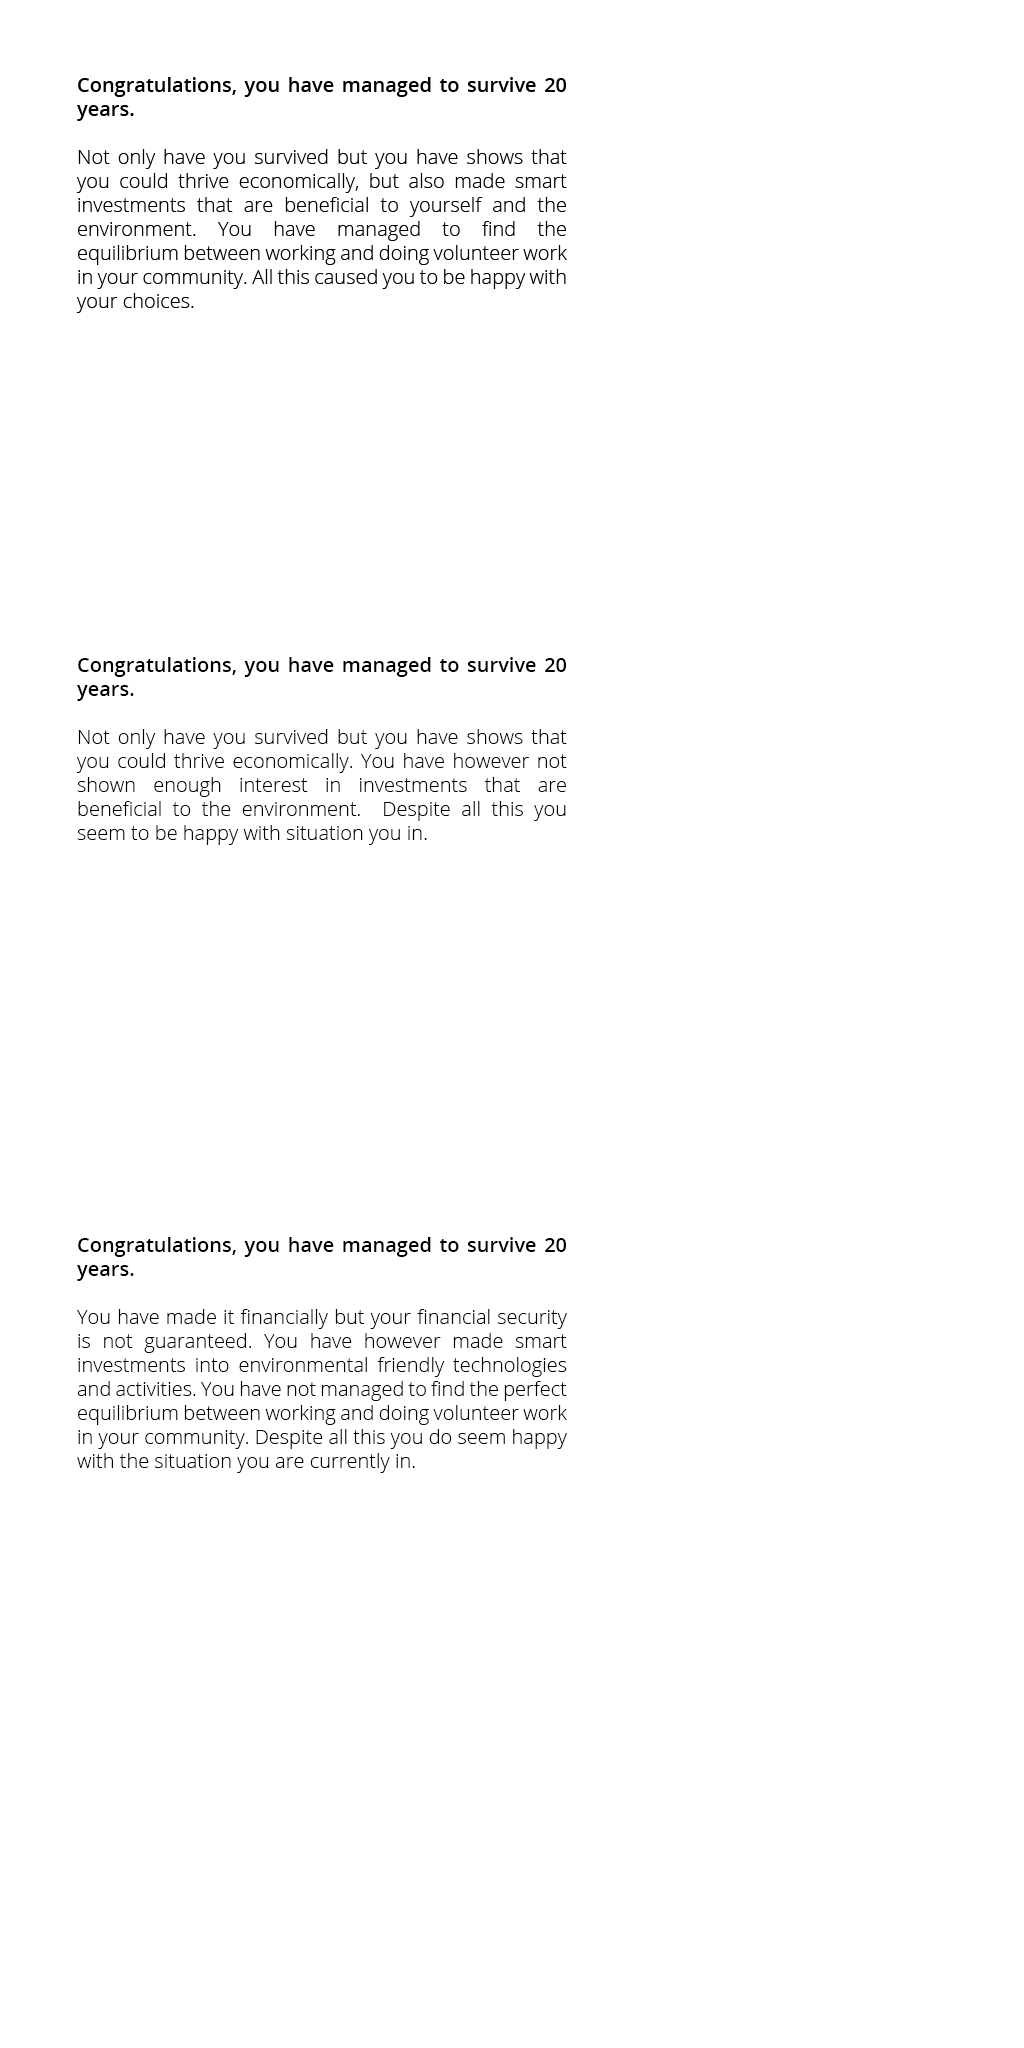 Congratulations, you have managed to survive 20
years.
Not only have you survived but you have shows that
you could thrive economically, but also made smart
investments that are beneficial to yourself and the
environment. You have managed to find the
equilibrium between working and doing volunteer work
in your community. All this caused you to be happy with
your choices.
Congratulations, you have managed to survive 20
years.
Not only have you survived but you have shows that
you could thrive economically. You have however not
shown enough interest in investments that are
beneficial to the environment.  Despite all this you
seem to be happy with situation you in.
Congratulations, you have managed to survive 20
years.
You have made it financially but your financial security
is not guaranteed. You have however made smart
investments into environmental friendly technologies
and activities. You have not managed to find the perfect
equilibrium between working and doing volunteer work
in your community. Despite all this you do seem happy
with the situation you are currently in.